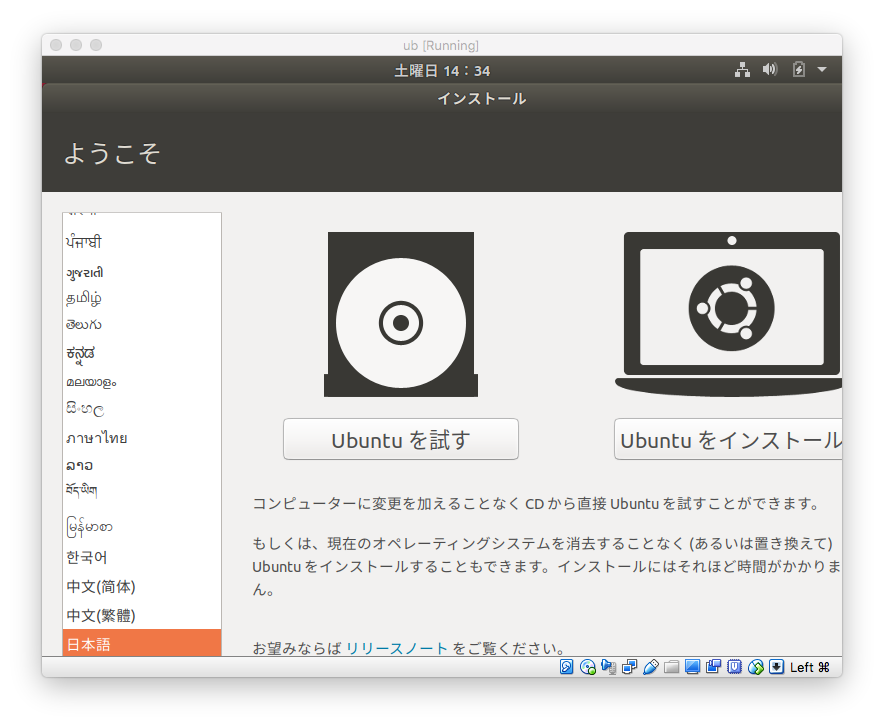 ub [Running]
土曜日 14：34
インストール
ようこそ
ਪੰਜਾਬੀ
ગુજરાતી
தமிழ்
తెలుగు
ಕನ್ನಡ
മലയാളം
සිංහල
ภาษาไทย
ລາວ
བོད་ཡིག
မြန်မာစာ
한국어
中文(简体)
中文(繁體)
日本語
Ubuntu を試す
Ubuntu をインストール
コンピューターに変更を加えることなく CD から直接 Ubuntu を試すことができます。
もしくは、現在のオペレーティングシステムを消去することなく (あるいは置き換えて)
Ubuntu をインストールすることもできます。インストールにはそれほど時間がかかりま
ん。
お望みならば リリースノート をご覧ください。
Left ⌘